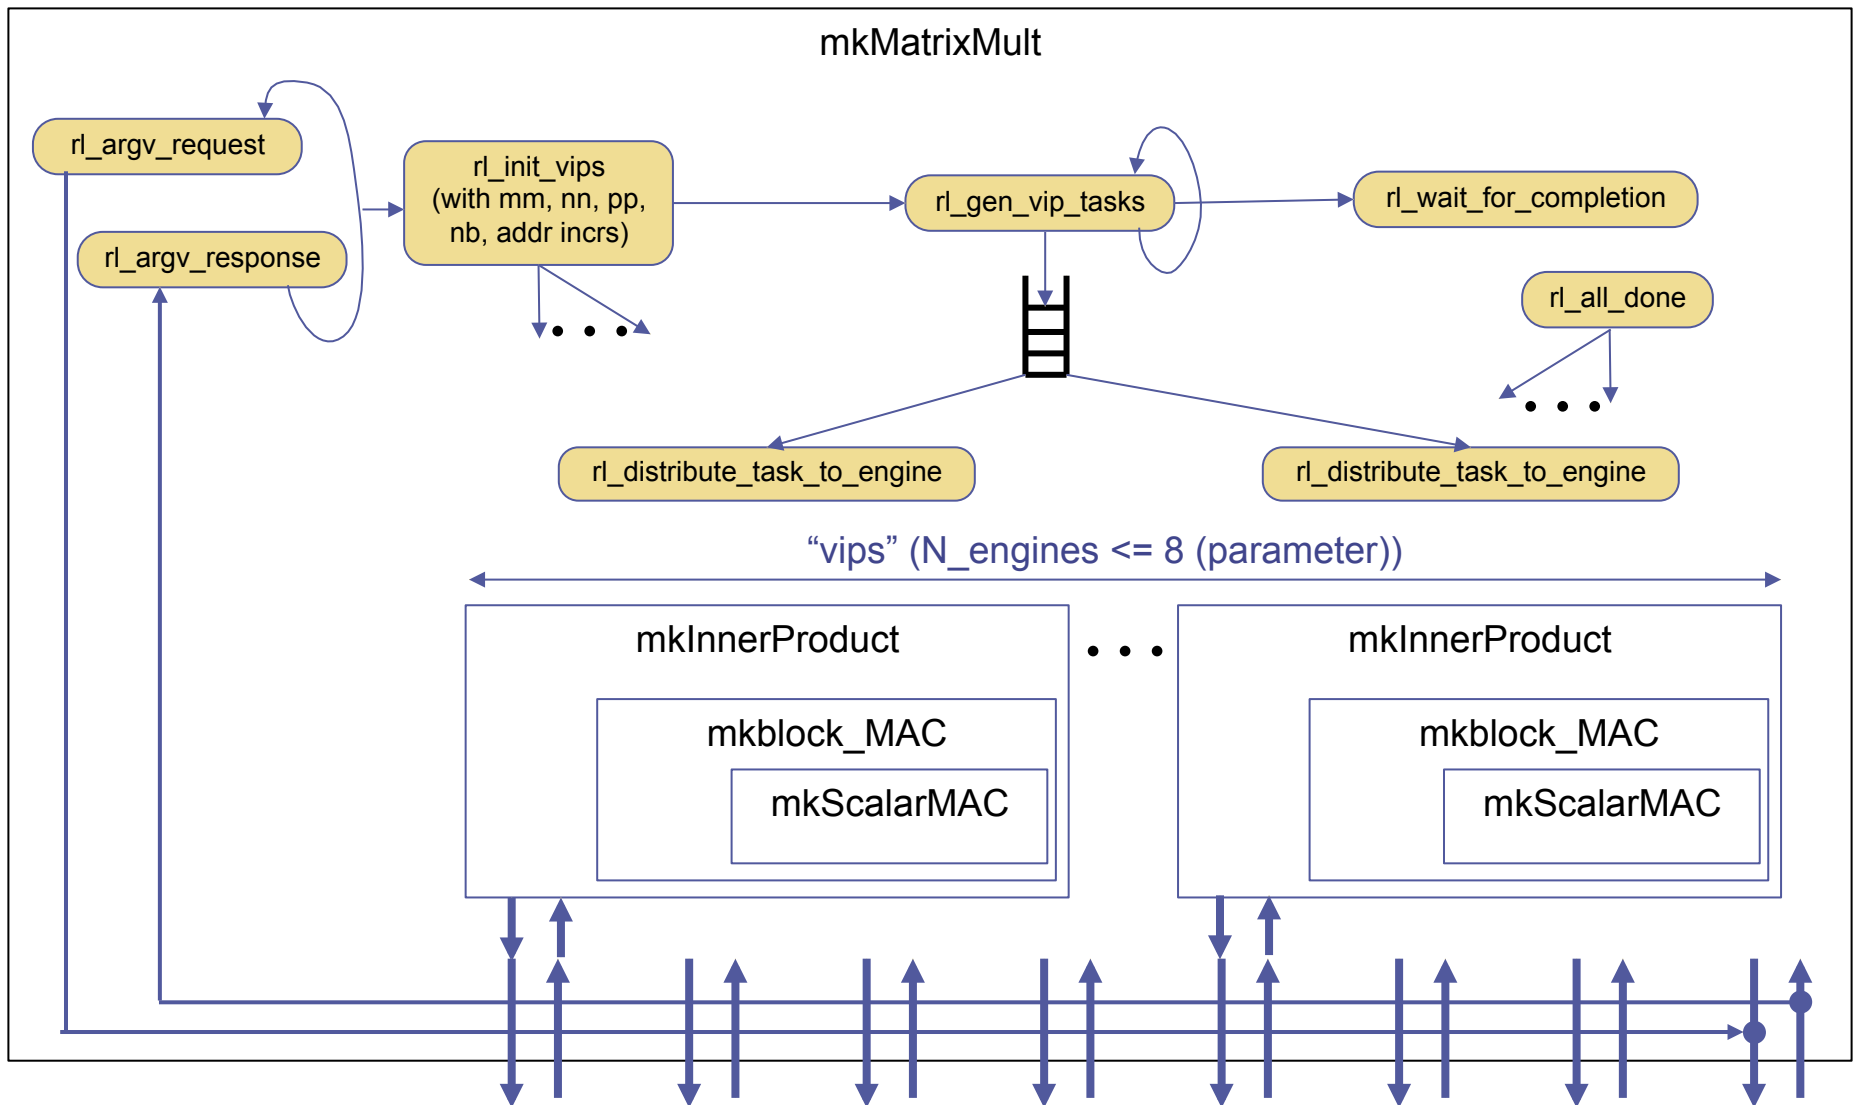 mkMatrixMult
rl_argv_request
rl_init_vips
(with mm, nn, pp,
nb, addr incrs)
rl_gen_vip_tasks
rl_wait_for_completion
rl_argv_response
rl_all_done
rl_distribute_task_to_engine
rl_distribute_task_to_engine
“vips” (N_engines <= 8 (parameter))
mkInnerProduct
mkInnerProduct
mkblock_MAC
mkblock_MAC
mkScalarMAC
mkScalarMAC